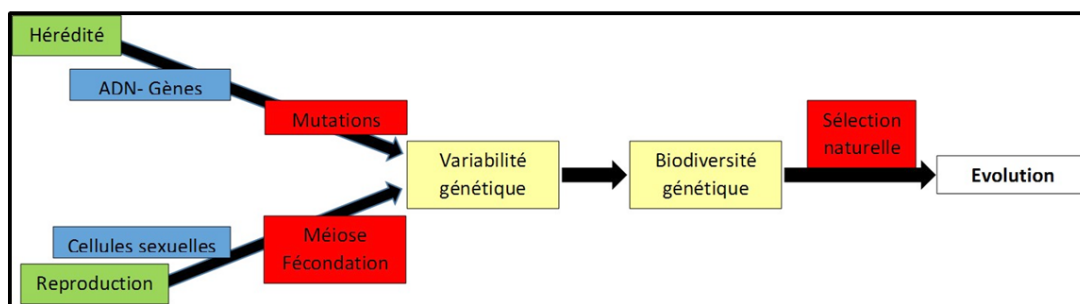 Hérédité
ADN- Gènes
Mutations
Variabilité
génétique
Biodiversité
génétique
Sélection
naturelle
Evolution
Cellules sexuelles
Méiose
Fécondation
Reproduction